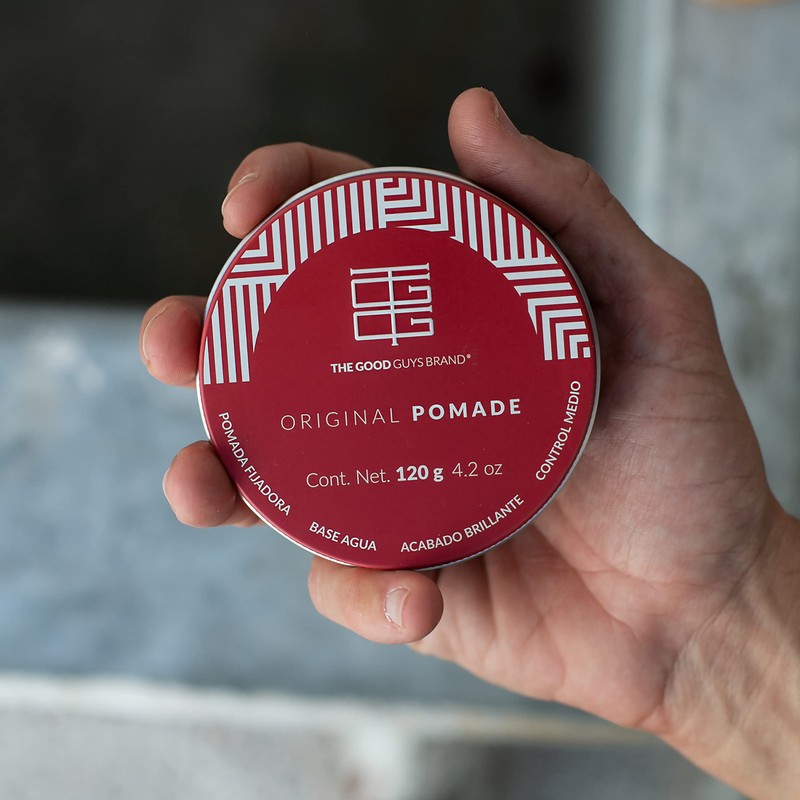 TGG
THE GOOD GUYS BRAND®
ORIGINAL POMADE
Cont. Net. 120 g 4.2 oz
POMADA FIJADORA
BASE AGUA
ACABADO BRILLANTE
CONTROL MEDIO